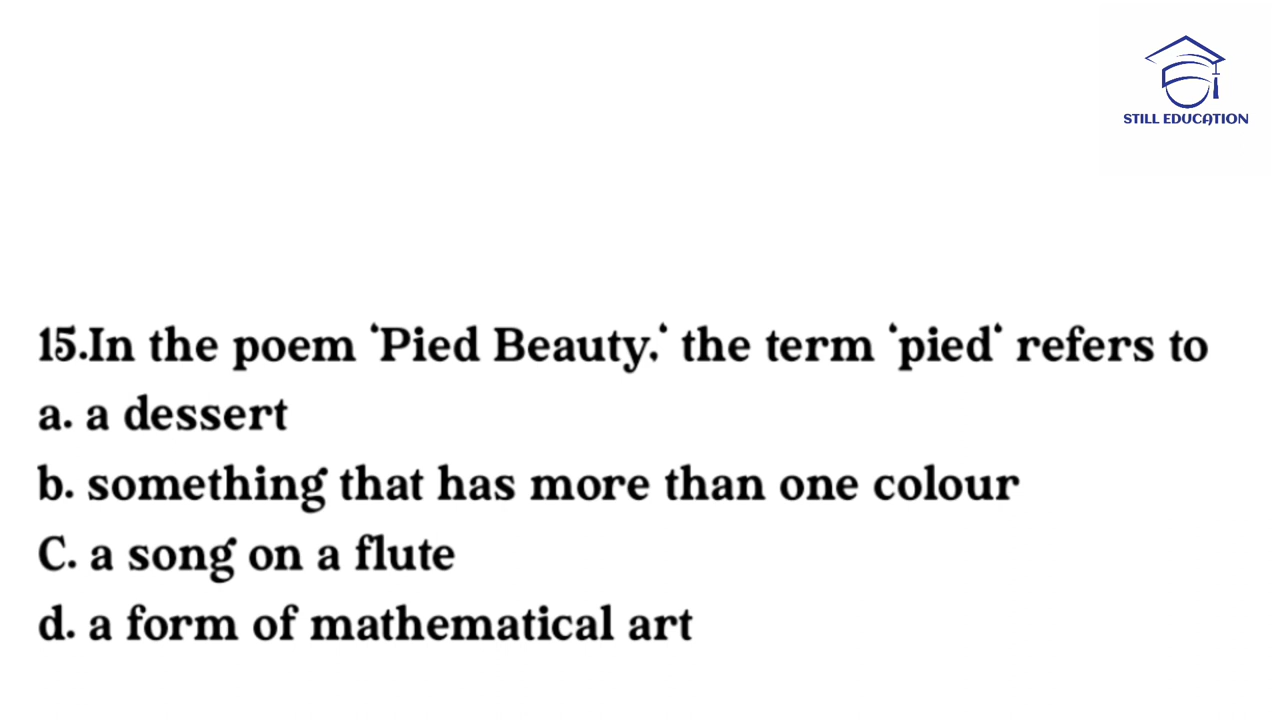 STILL EDUCATION
15.In the poem ‘Pied Beauty.‘ the term ‘pied‘ refers to
a. a dessert
b. something that has more than one colour
C. a song on a flute
d. a form of mathematical art